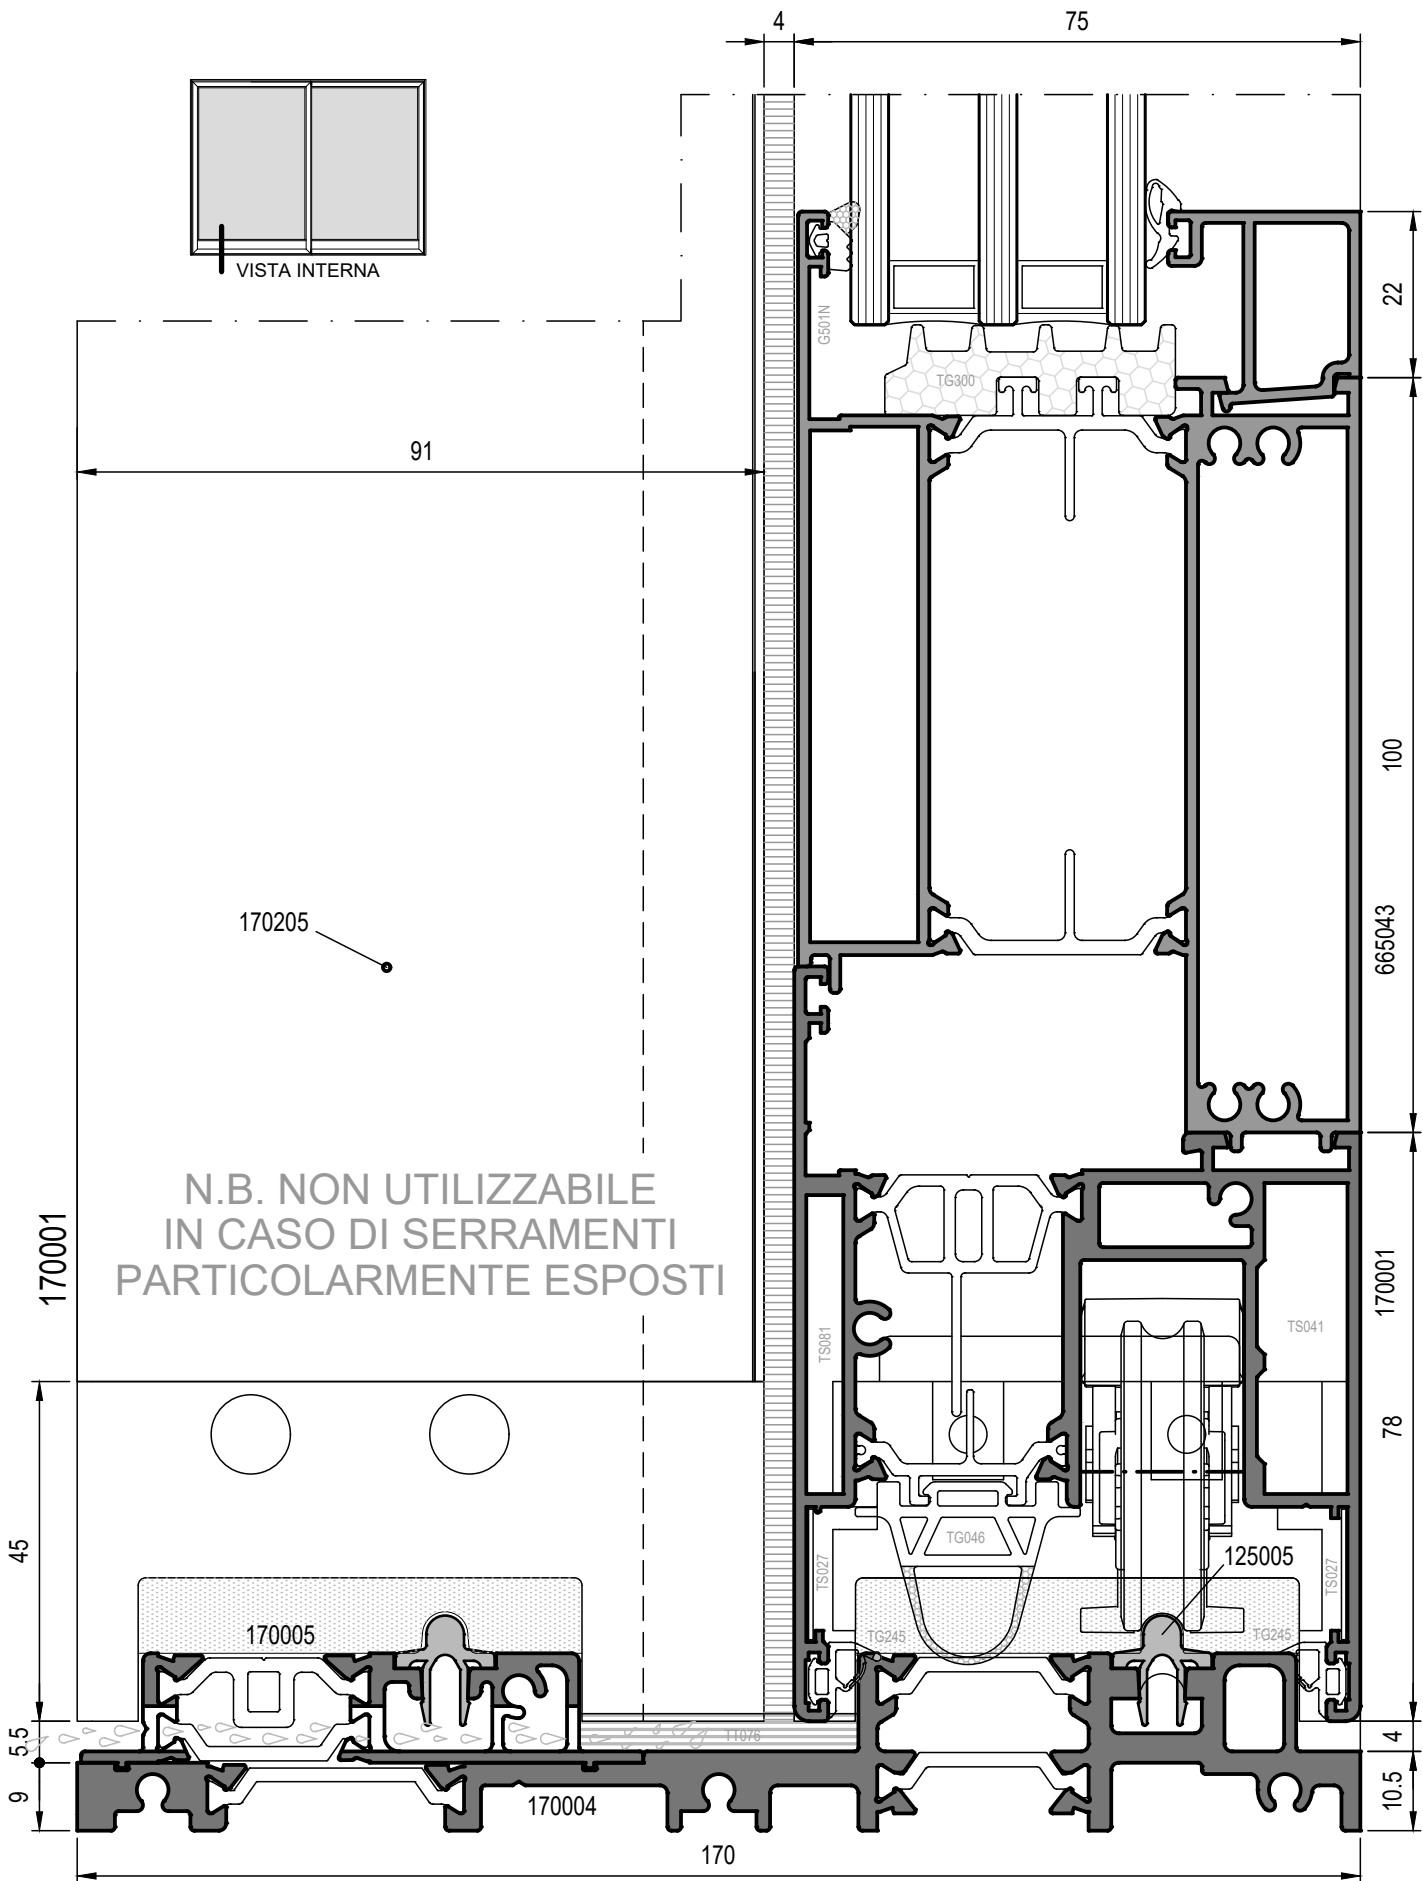 4
75
VISTA INTERNA
22
G501N
TG300
91
100
170205
665043
N.B. NON UTILIZZABILE
IN CASO DI SERRAMENTI
PARTICOLARMENTE ESPOSTI
170001
170001
TS081
TS041
78
45
TG046
125005
TS027
TS027
170005
TG245
TG245
5.5
TT076
4
9
170004
10.5
170